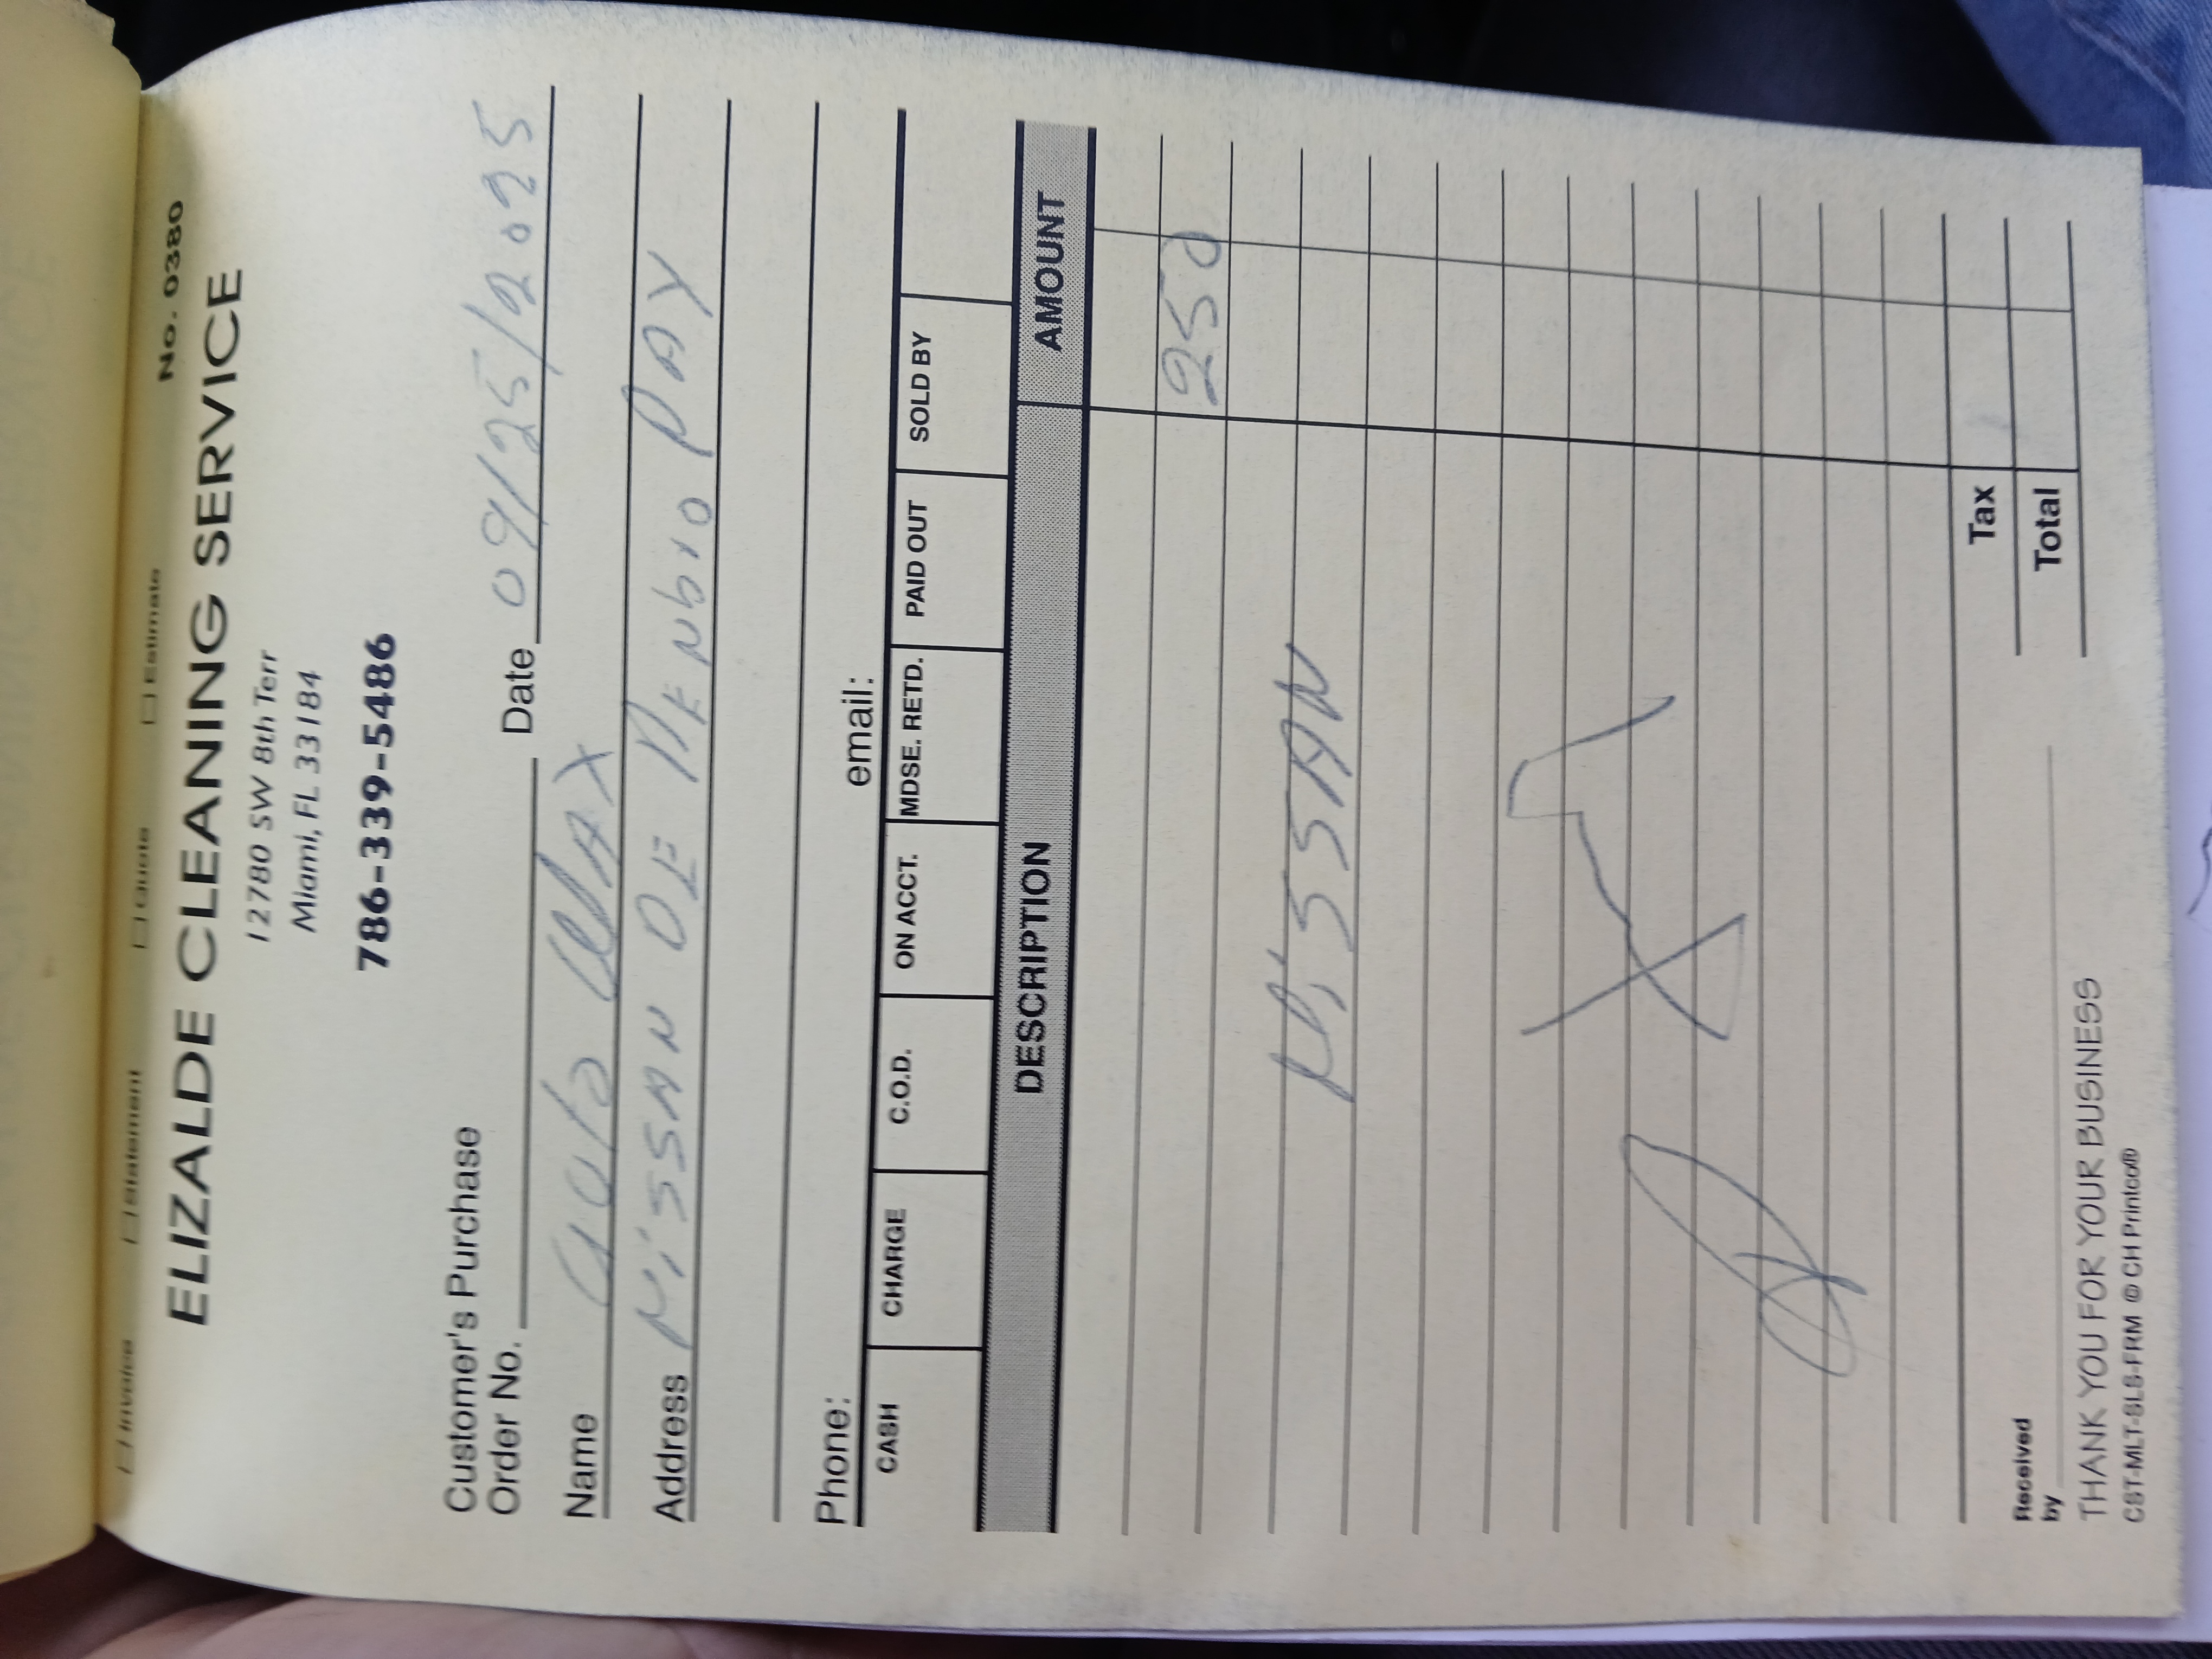 ☐ Invoice ☐ Statement ☐ Quote ☐ Estimate
No. 0380
ELIZALDE CLEANING SERVICE
12780 SW 8th Terr
Miami, FL 33184
786-339-5486
Customer's Purchase
Order No. Date 09/25/2025
Name Auto WAX
Address NiSSAN DE
Phone: email:
CASH CHARGE C.O.D. ON ACCT. MDSE. RETD. PAID OUT SOLD BY
DESCRIPTION AMOUNT
250
NiSSAN
Tax
Received by Total
THANK YOU FOR YOUR BUSINESS
CST-MLT-SLS-FRM © CH Printco®